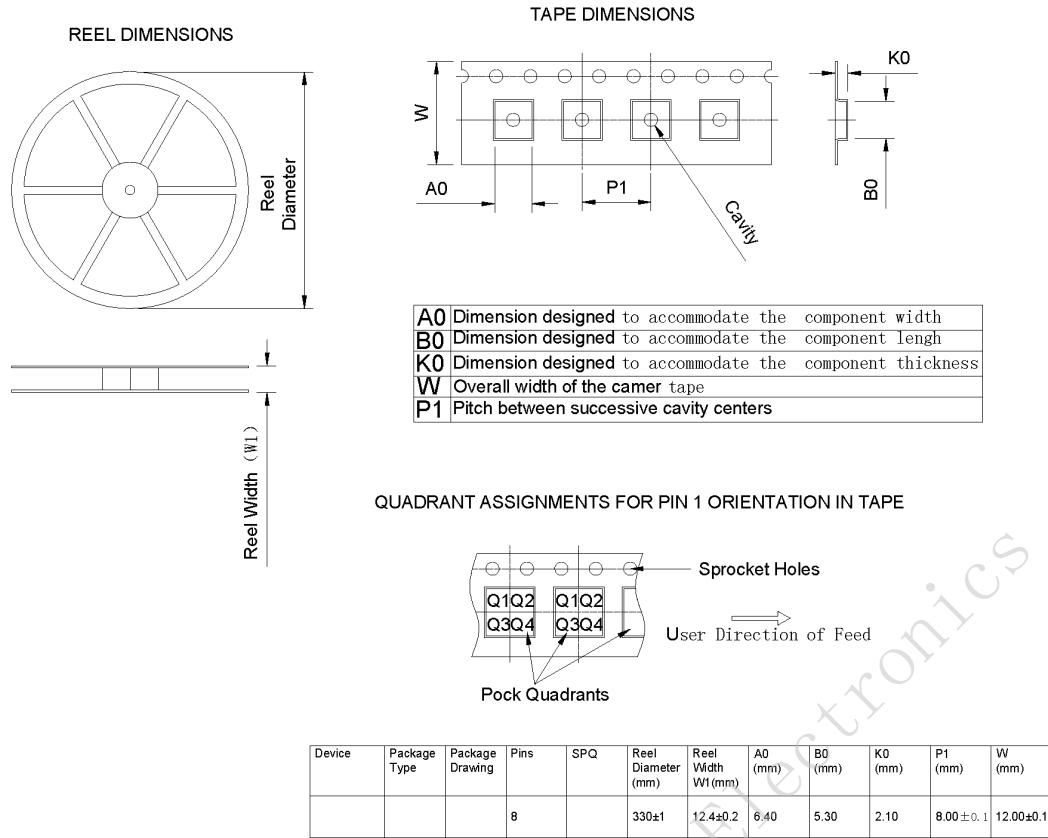 REEL DIMENSIONS
TAPE DIMENSIONS
Reel
Diameter
Reel Width (W1)
W
A0
P1
Cavity
K0
B0
A0 Dimension designed to accommodate the component width
B0 Dimension designed to accommodate the component lengh
K0 Dimension designed to accommodate the component thickness
W Overall width of the camer tape
P1 Pitch between successive cavity centers
QUADRANT ASSIGNMENTS FOR PIN 1 ORIENTATION IN TAPE
Sprocket Holes
Q1Q2 Q1Q2
Q3Q4 Q3Q4
User Direction of Feed
Pock Quadrants
Electronics
Device Package Type Package Drawing Pins SPQ Reel Diameter (mm) Reel Width W1(mm) A0 (mm) B0 (mm) K0 (mm) P1 (mm) W (mm)
8 330±1 12.4±0.2 6.40 5.30 2.10 8.00±0.1 12.00±0.1